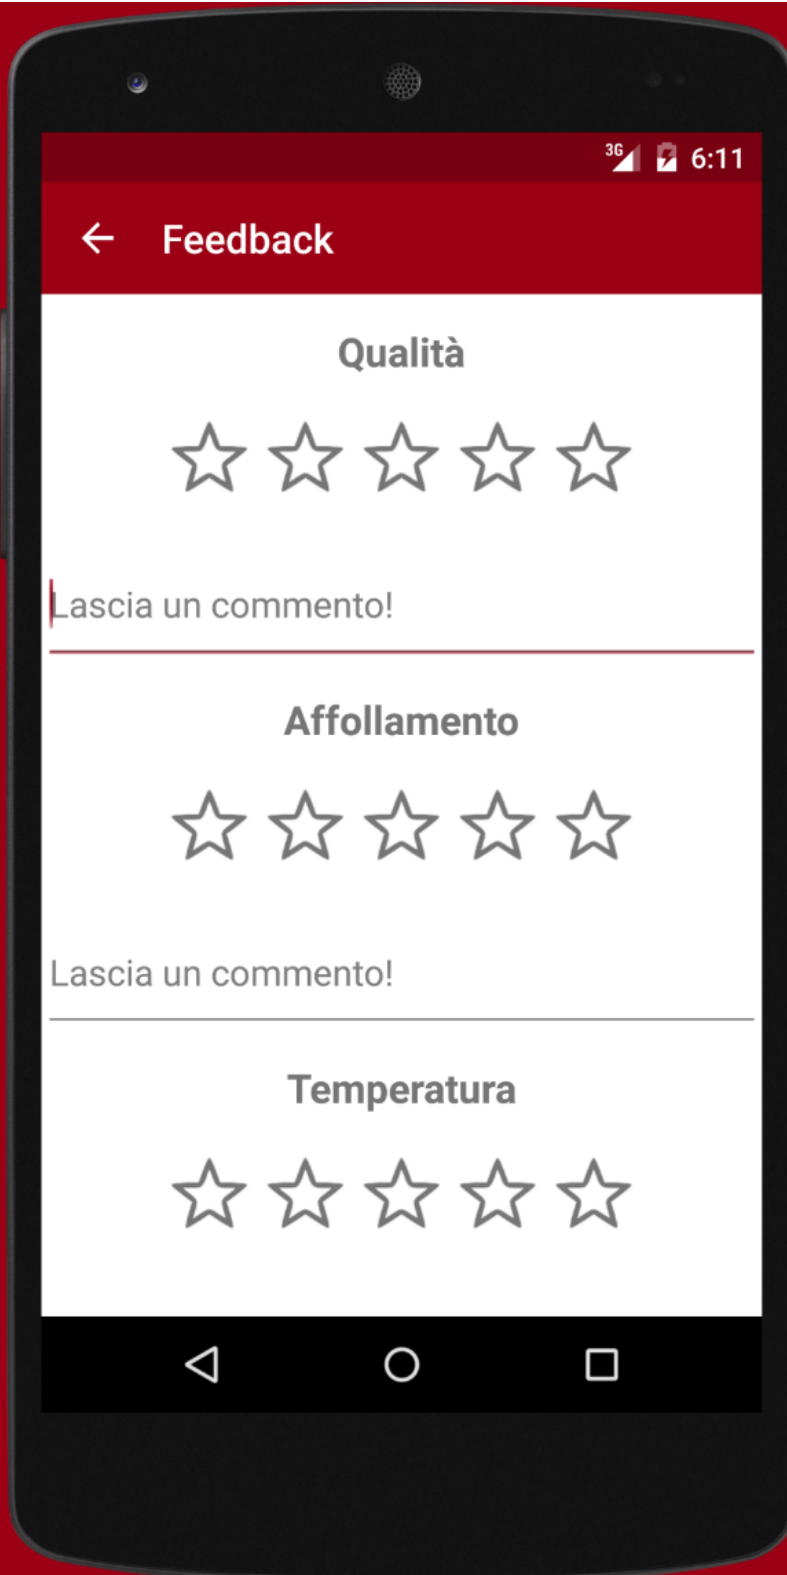 3G 6:11
Feedback
Qualità
Lascia un commento!
Affollamento
Lascia un commento!
Temperatura